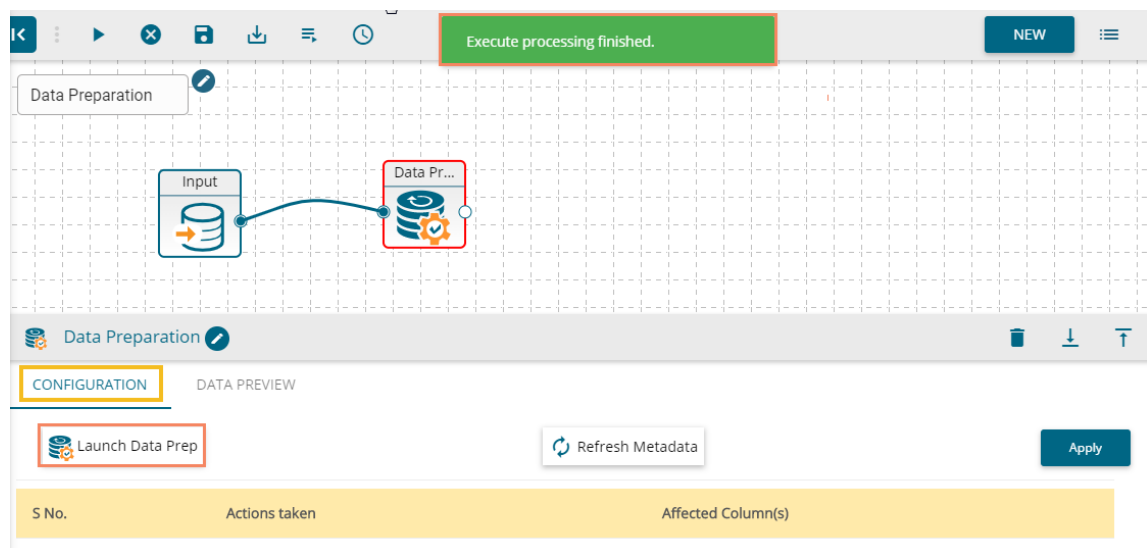 Execute processing finished.
NEW
Data Preparation
Input
Data Pr...
Data Preparation
CONFIGURATION
DATA PREVIEW
Launch Data Prep
Refresh Metadata
Apply
S No.
Actions taken
Affected Column(s)